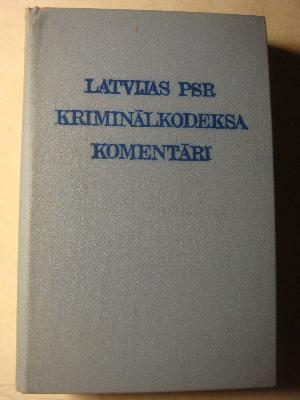 LATVIJAS PSR
KRIMINĀLKODEKSA
KOMENTĀRI